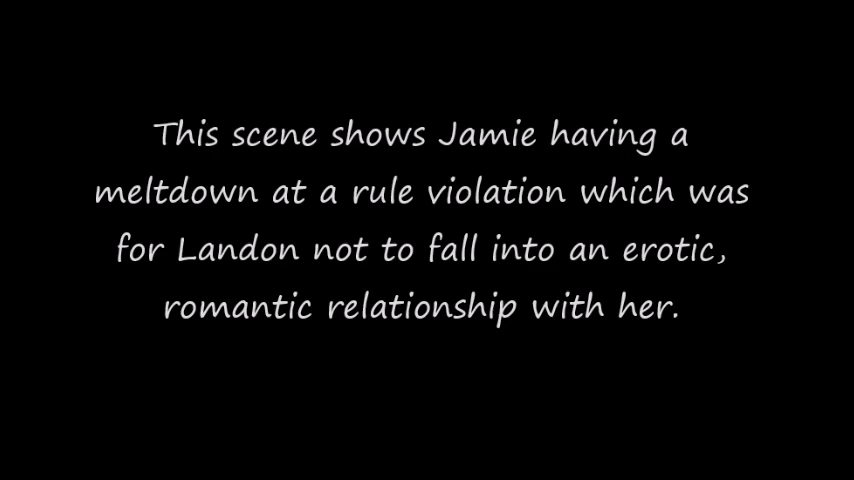 This scene shows Jamie having a
meltdown at a rule violation which was
for Landon not to fall into an erotic,
romantic relationship with her.